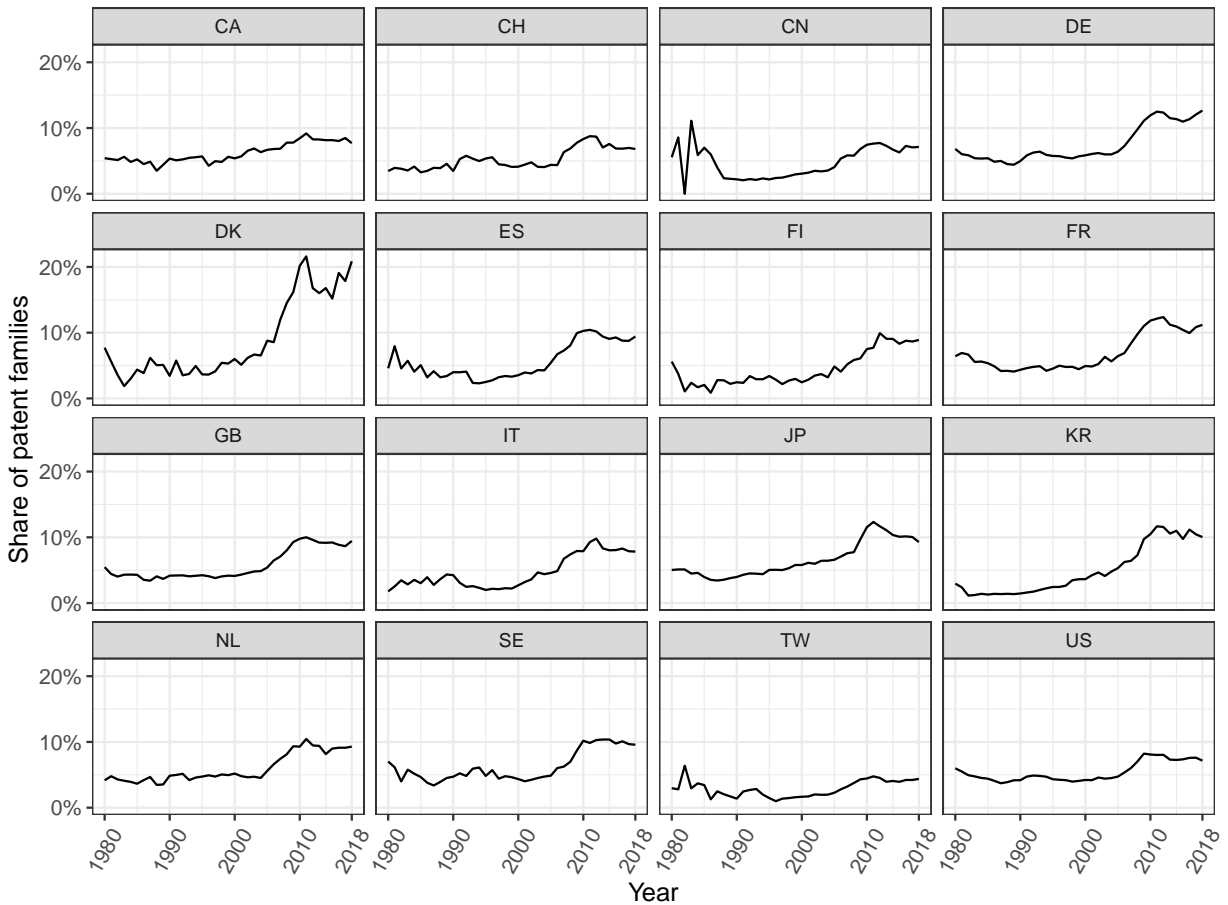 CA CH CN DE
20%
10%
0%
DK ES FI FR
20%
10%
0%
GB IT JP KR
20%
10%
0%
NL SE TW US
20%
10%
0%
Share of patent families
1980 1990 2000 2010 2018 1980 1990 2000 2010 2018 1980 1990 2000 2010 2018 1980 1990 2000 2010 2018
Year